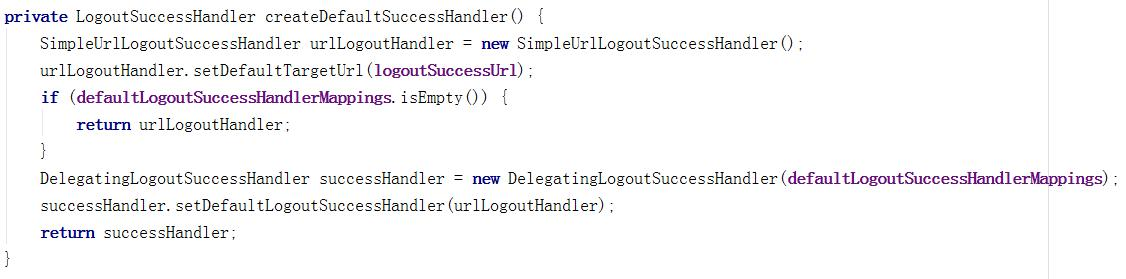 private LogoutSuccessHandler createDefaultSuccessHandler() {
    SimpleUrlLogoutSuccessHandler urlLogoutHandler = new SimpleUrlLogoutSuccessHandler();
    urlLogoutHandler.setDefaultTargetUrl(logoutSuccessUrl);
    if (defaultLogoutSuccessHandlerMappings.isEmpty()) {
        return urlLogoutHandler;
    }
    DelegatingLogoutSuccessHandler successHandler = new DelegatingLogoutSuccessHandler(defaultLogoutSuccessHandlerMappings);
    successHandler.setDefaultLogoutSuccessHandler(urlLogoutHandler);
    return successHandler;
}